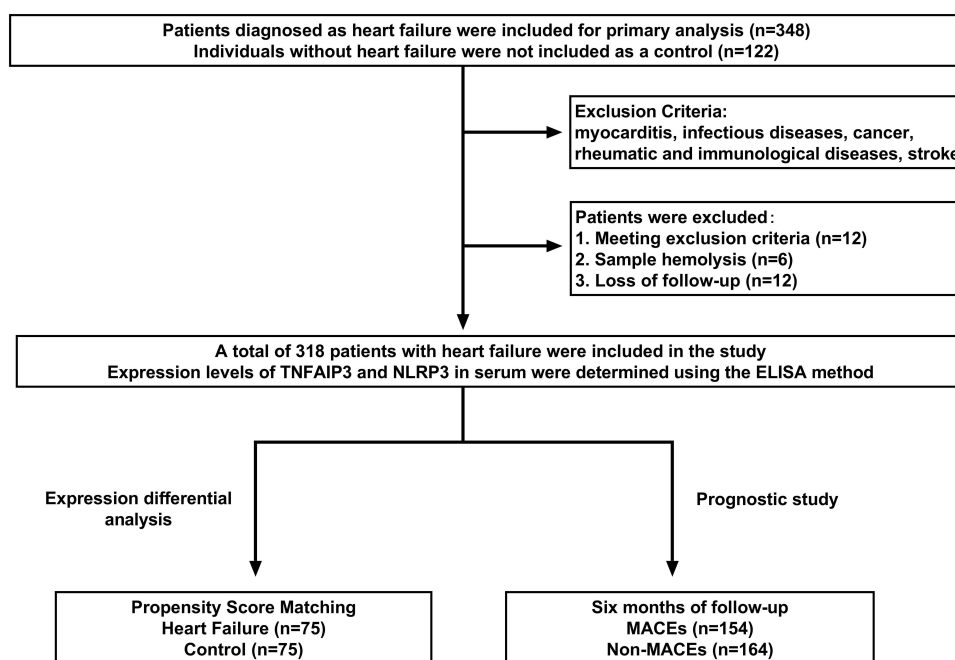 Patients diagnosed as heart failure were included for primary analysis (n=348)
Individuals without heart failure were not included as a control (n=122)
Exclusion Criteria:
myocarditis, infectious diseases, cancer,
rheumatic and immunological diseases, stroke
Patients were excluded:
1. Meeting exclusion criteria (n=12)
2. Sample hemolysis (n=6)
3. Loss of follow-up (n=12)
A total of 318 patients with heart failure were included in the study
Expression levels of TNFAIP3 and NLRP3 in serum were determined using the ELISA method
Expression differential
analysis
Prognostic study
Propensity Score Matching
Heart Failure (n=75)
Control (n=75)
Six months of follow-up
MACEs (n=154)
Non-MACEs (n=164)